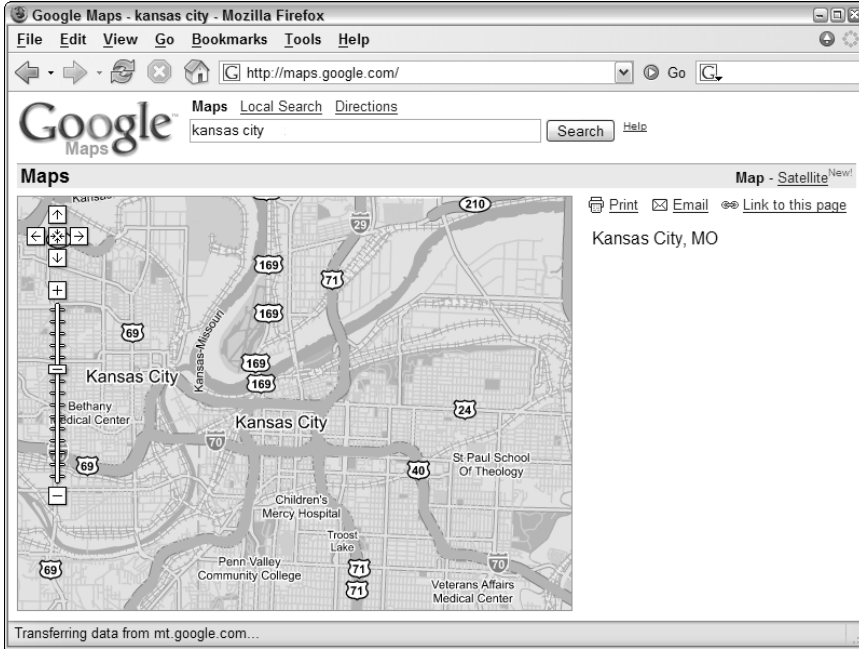 Google Maps - kansas city - Mozilla Firefox
File Edit View Go Bookmarks Tools Help
G http://maps.google.com/ Go G
Google Maps™
Maps Local Search Directions
kansas city Search Help
Maps Map - Satellite New!
Print Email Link to this page
Kansas City, MO
210
29
169
71
169
69
Kansas-Missouri
169
169
Kansas City
Bethany
Medical Center
Kansas City
24
70
St Paul School
Of Theology
69
40
Children's
Mercy Hospital
Troost
Lake
Penn Valley
Community College
70
69
71
71
Veterans Affairs
Medical Center
Transferring data from mt.google.com...